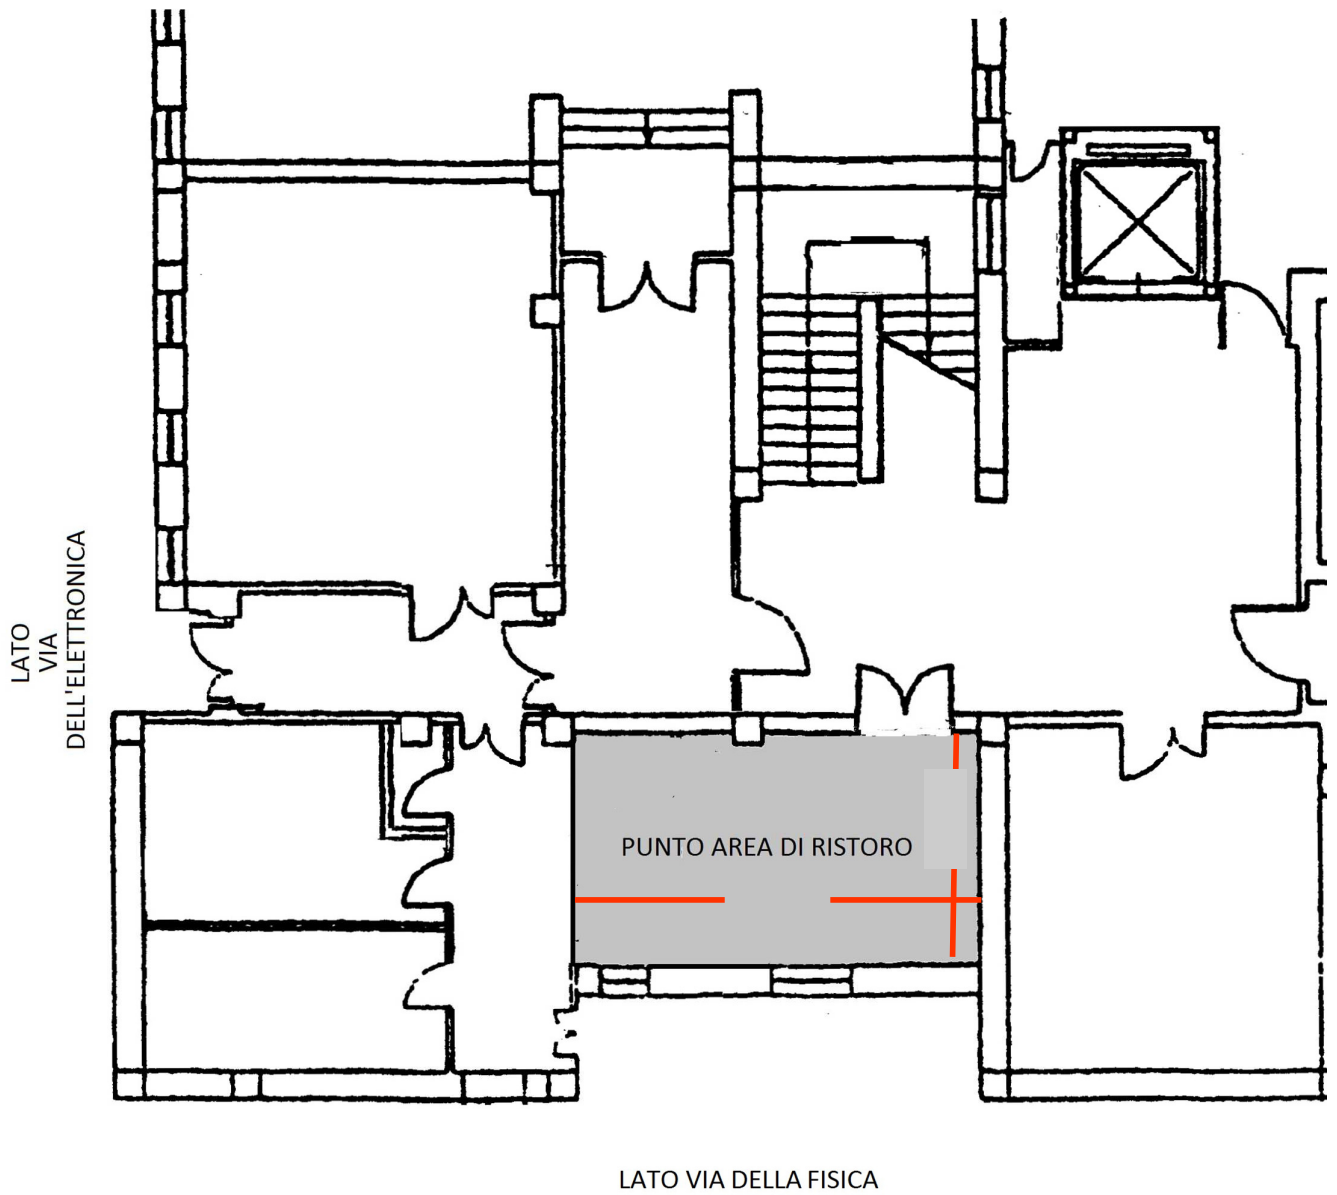 LATO
VIA
DELL'ELETTRONICA
PUNTO AREA DI RISTORO
LATO VIA DELLA FISICA